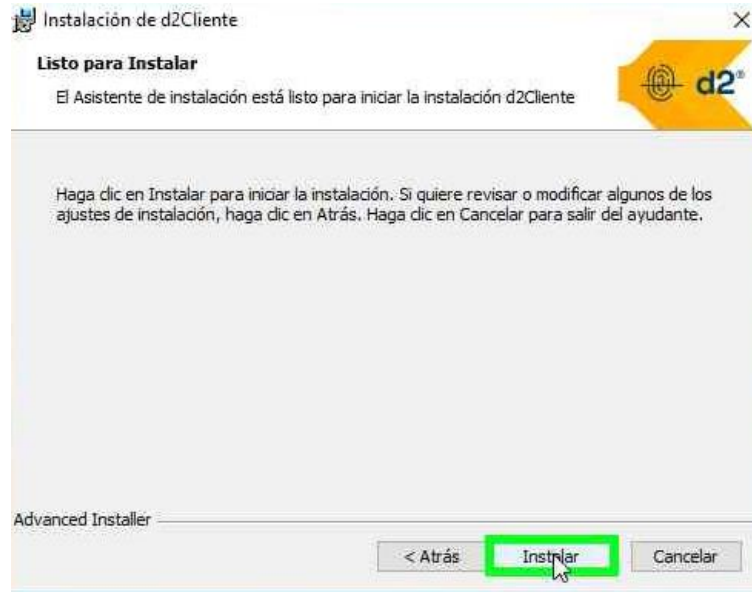 Instalación de d2Cliente
Listo para Instalar
El Asistente de instalación está listo para iniciar la instalación d2Cliente
d2®
Haga clic en Instalar para iniciar la instalación. Si quiere revisar o modificar algunos de los
ajustes de instalación, haga clic en Atrás. Haga clic en Cancelar para salir del ayudante.
Advanced Installer
< Atrás Instalar Cancelar